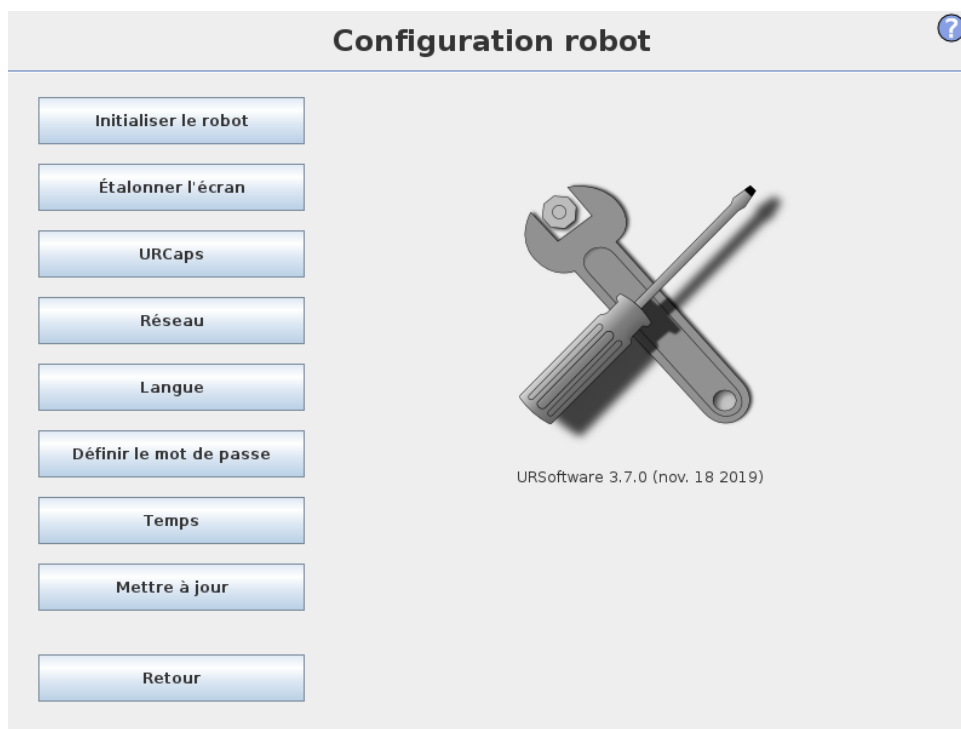 Configuration robot
?
Initialiser le robot
Étalonner l'écran
URCaps
Réseau
Langue
Définir le mot de passe
Temps
Mettre à jour
Retour
URSoftware 3.7.0 (nov. 18 2019)